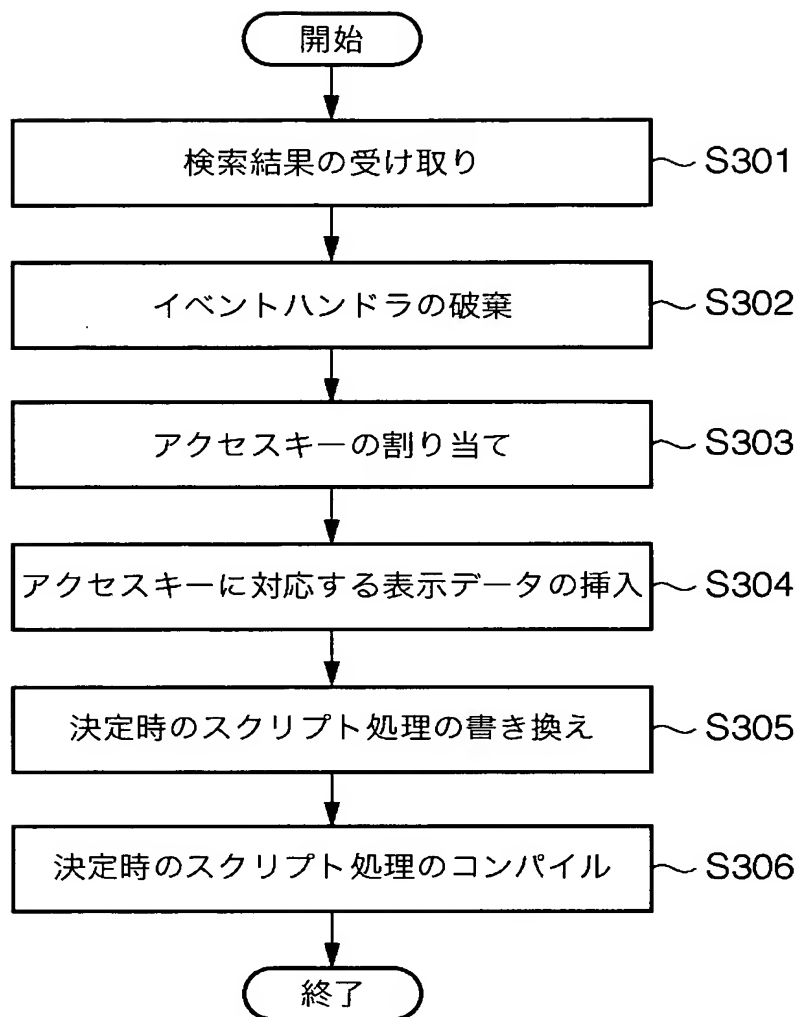 開始
検索結果の受け取り
S301
イベントハンドラの破棄
S302
アクセスキーの割り当て
S303
アクセスキーに対応する表示データの挿入
S304
決定時のスクリプト処理の書き換え
S305
決定時のスクリプト処理のコンパイル
S306
終了